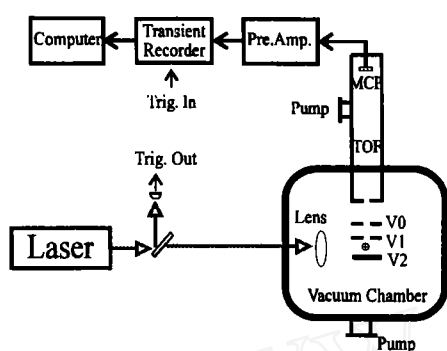 Computer
Transient
Recorder
Pre.Amp.
MCP
Trig. In
Pump
TOF
Trig. Out
Lens
V0
V1
V2
Laser
Vacuum Chamber
Pump